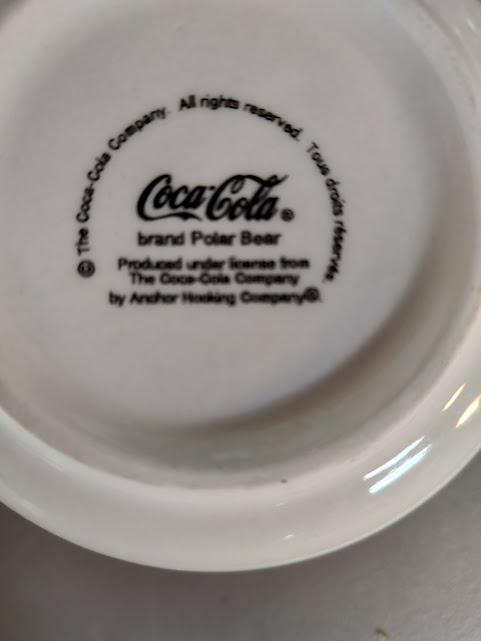 © The Coca-Cola Company. All rights reserved. Tous droits réservés.
Coca-Cola®
brand Polar Bear
Produced under license from
The Coca-Cola Company
by Anchor Hocking Company®.